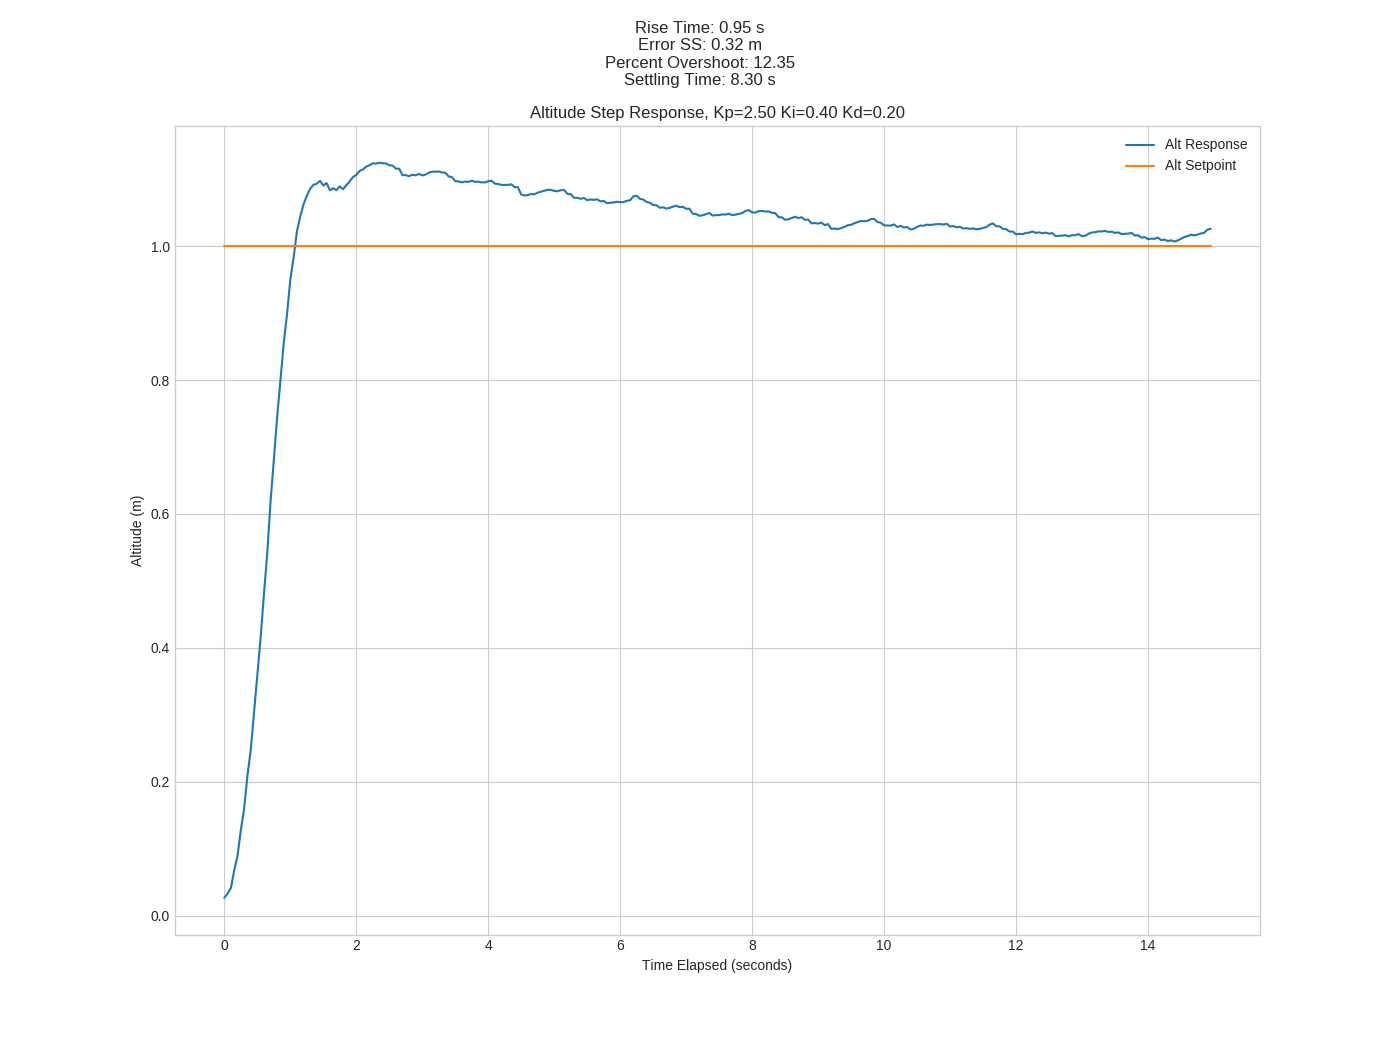 Rise Time: 0.95 s
Error SS: 0.32 m
Percent Overshoot: 12.35
Settling Time: 8.30 s
Altitude Step Response, Kp=2.50 Ki=0.40 Kd=0.20
Alt Response
Alt Setpoint
1.0
0.8
0.6
0.4
0.2
0.0
Altitude (m)
0 2 4 6 8 10 12 14
Time Elapsed (seconds)